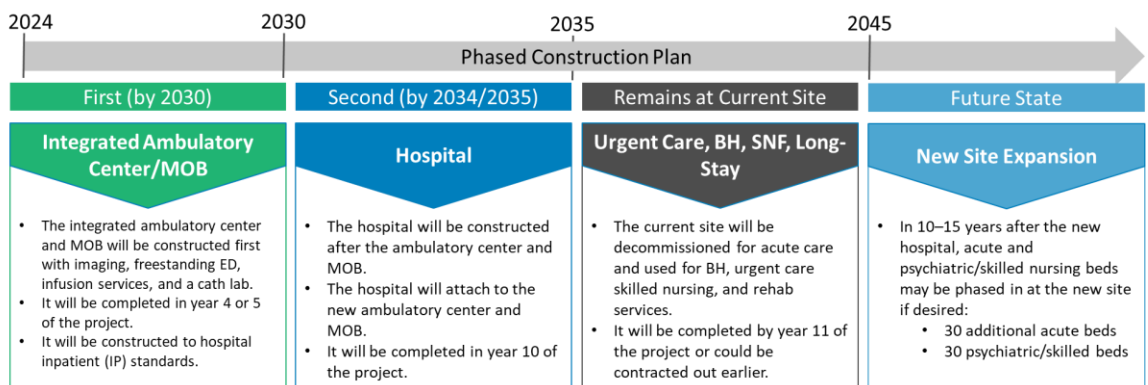 2024
2030
2035
2045
Phased Construction Plan
First (by 2030)
Integrated Ambulatory
Center/MOB
• The integrated ambulatory center
and MOB will be constructed first
with imaging, freestanding ED,
infusion services, and a cath lab.
• It will be completed in year 4 or 5
of the project.
• It will be constructed to hospital
inpatient (IP) standards.
Second (by 2034/2035)
Hospital
• The hospital will be constructed
after the ambulatory center and
MOB.
• The hospital will attach to the
new ambulatory center and
MOB.
• It will be completed in year 10 of
the project.
Remains at Current Site
Urgent Care, BH, SNF, Long-
Stay
• The current site will be
decommissioned for acute care
and used for BH, urgent care
skilled nursing, and rehab
services.
• It will be completed by year 11 of
the project or could be
contracted out earlier.
Future State
New Site Expansion
• In 10–15 years after the new
hospital, acute and
psychiatric/skilled nursing beds
may be phased in at the new site
if desired:
• 30 additional acute beds
• 30 psychiatric/skilled beds